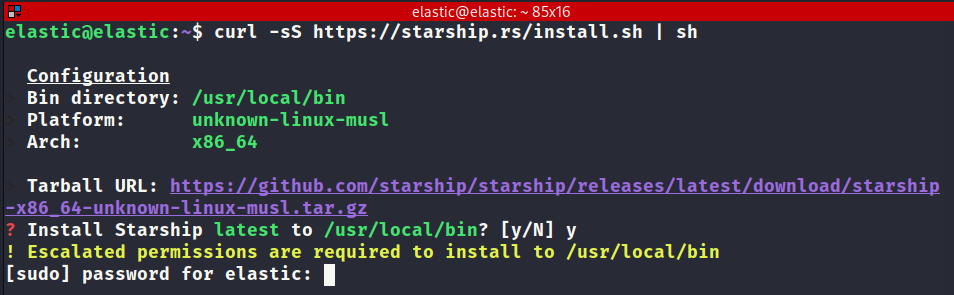 elastic@elastic: ~ 85x16
elastic@elastic:~$ curl -sS https://starship.rs/install.sh | sh
Configuration
> Bin directory: /usr/local/bin
> Platform:      unknown-linux-musl
> Arch:          x86_64
> Tarball URL: https://github.com/starship/starship/releases/latest/download/starship
-x86_64-unknown-linux-musl.tar.gz
? Install Starship latest to /usr/local/bin? [y/N] y
! Escalated permissions are required to install to /usr/local/bin
[sudo] password for elastic: